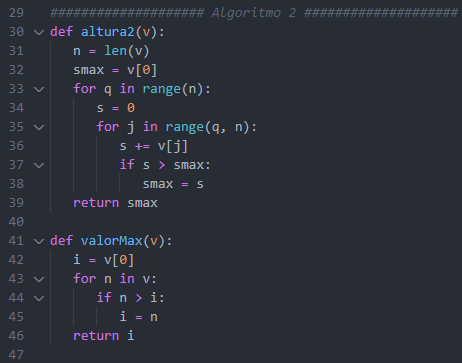 29 #################### Algoritmo 2 ####################
30 def altura2(v):
31     n = len(v)
32     smax = v[0]
33     for q in range(n):
34         s = 0
35         for j in range(q, n):
36             s += v[j]
37             if s > smax:
38                 smax = s
39     return smax
40
41 def valorMax(v):
42     i = v[0]
43     for n in v:
44         if n > i:
45             i = n
46     return i
47